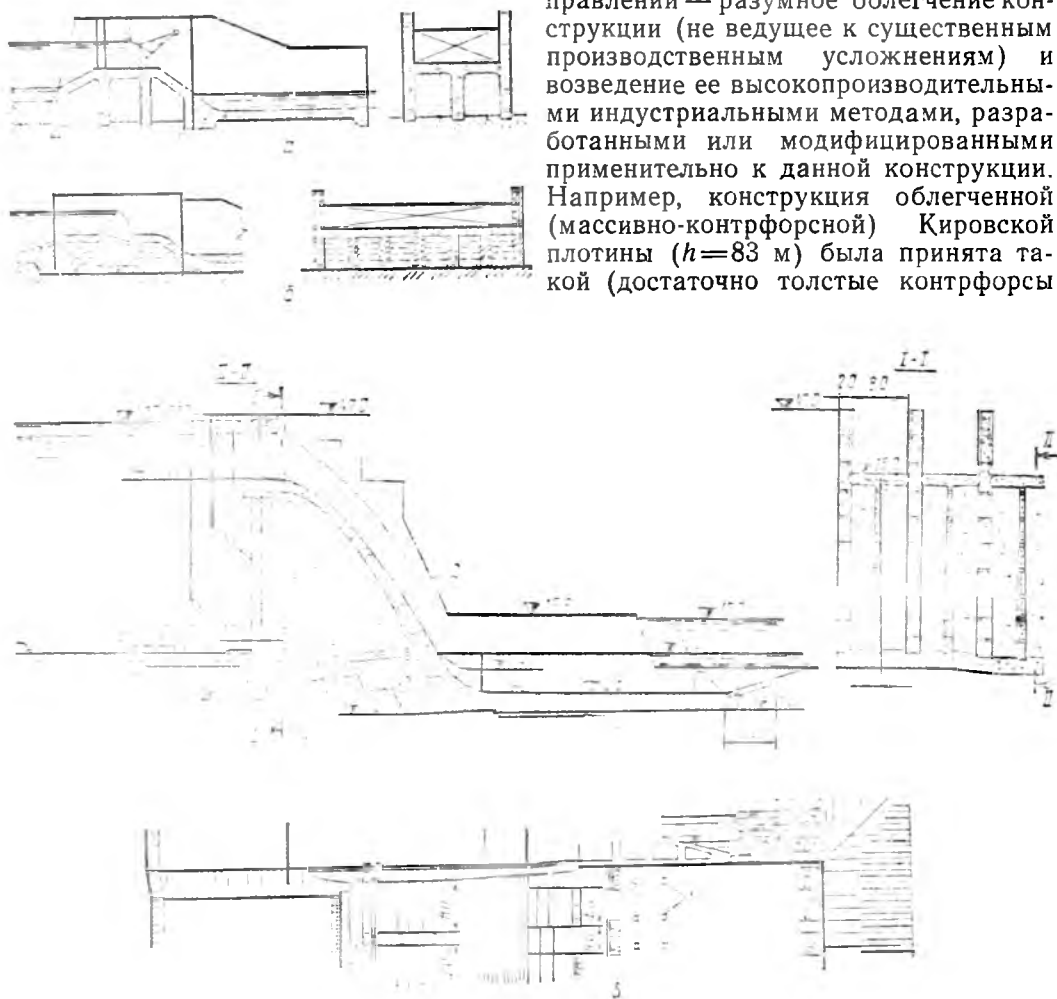 правлений — разумное облегчение кон-
струкции (не ведущее к существенным
производственным усложнениям) и
возведение ее высокопроизводительны-
ми индустриальными методами, разра-
ботанными или модифицированными
применительно к данной конструкции.
Например, конструкция облегченной
(массивно-контрфорсной) Кировской
плотины (h=83 м) была принята та-
кой (достаточно толстые контрфорсы
а
б
II-II
I-I
II
II